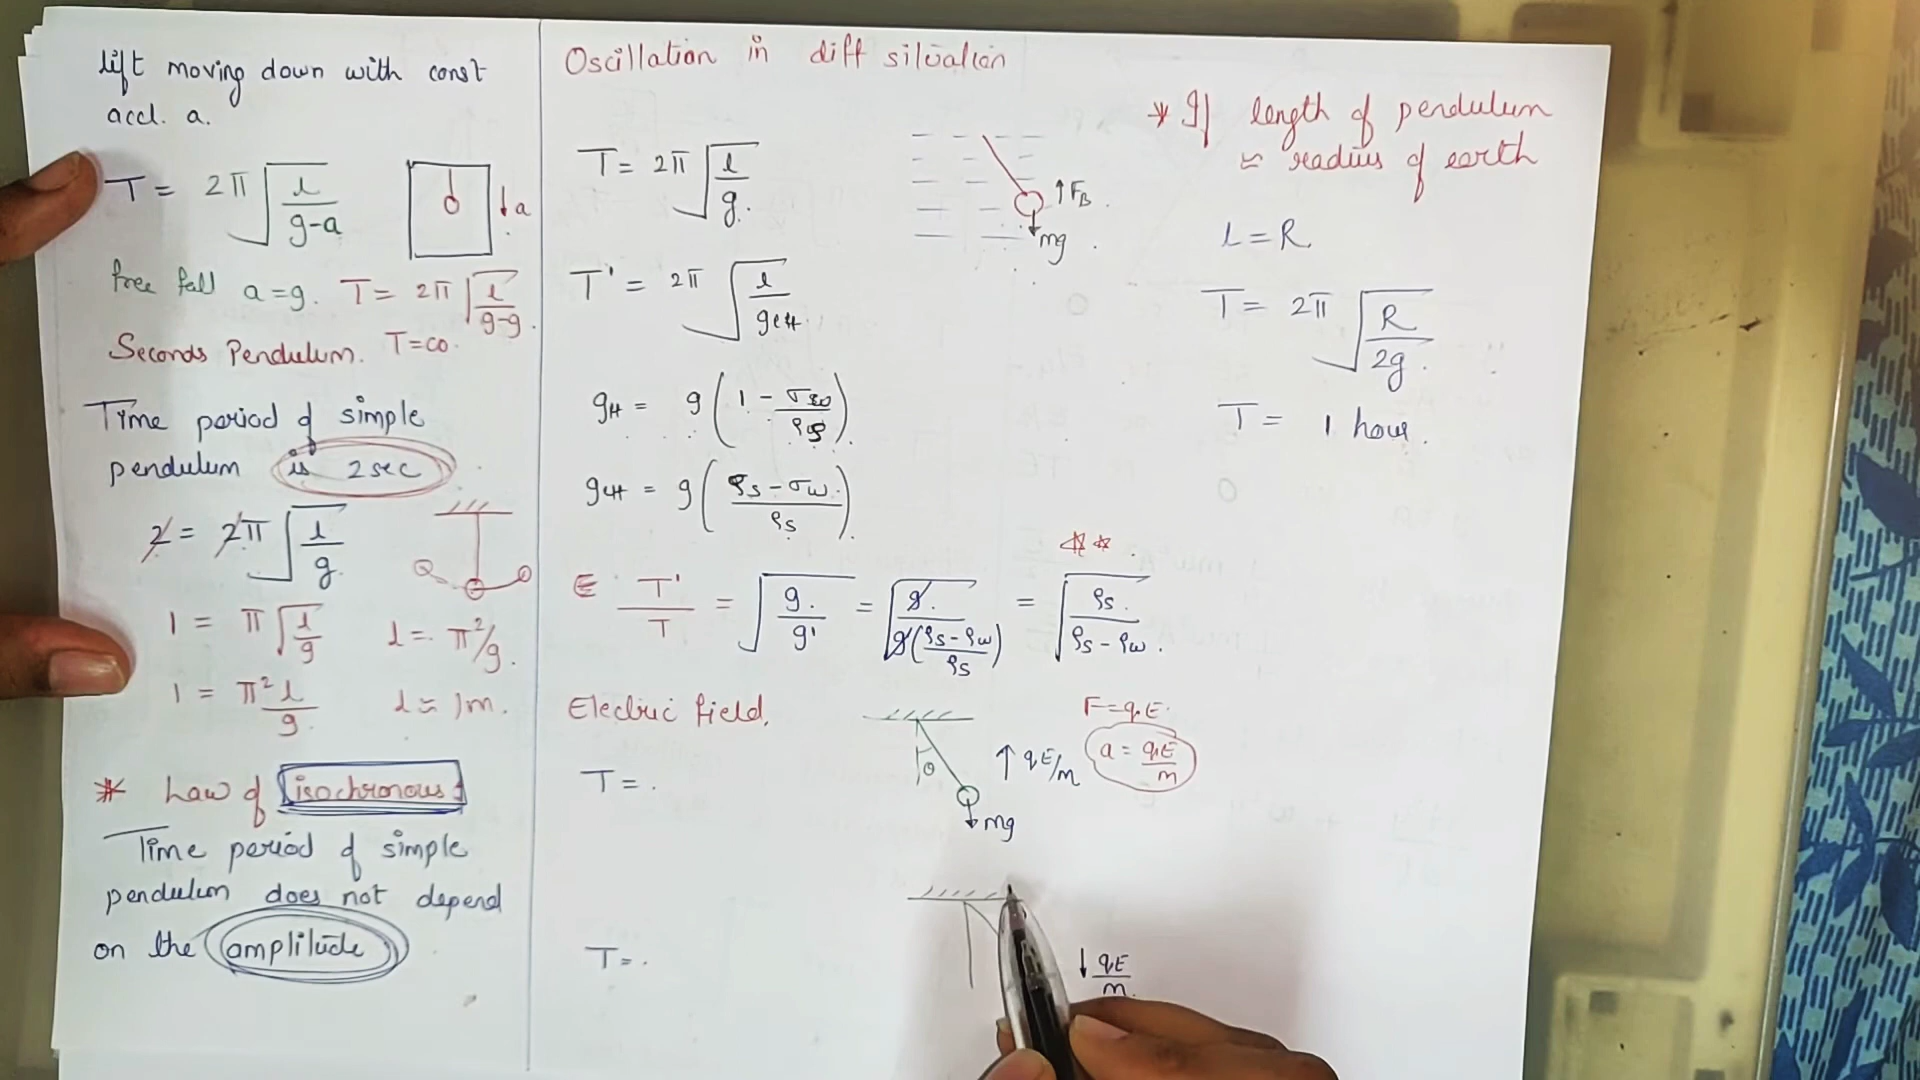 lift moving down with const
accl. a.
T = 2π √(l/(g-a))
↓a
free fall a=g. T= 2π √(l/(g-g)).
Seconds Pendulum. T=∞.
Time period of simple
pendulum is 2 sec
2 = 2π √(l/g)
1 = π √(l/g) l = π²/g.
1 = π² l/g. l ≈ 1m.
* Law of isochronous
Time period of simple
pendulum does not depend
on the amplitude
Oscillation in diff situation
T = 2π √(l/g).
↑FB.
mg
T' = 2π √(l/geff.
g(1 -
geff = g((ρs - σw.)/ρs).
T'/T = √(g./g') = √(g./(g(ρs-ρw)/ρs)) = √(ρs./(ρs-ρw.))
Electric field.
F=qE.
↑ qE/m a = qE/m
θ
T = .
mg
T = .
↓ qE/m.
* If length of pendulum
≈ radius of earth
l = R
T = 2π √(R/2g.)
T = 1 hour.